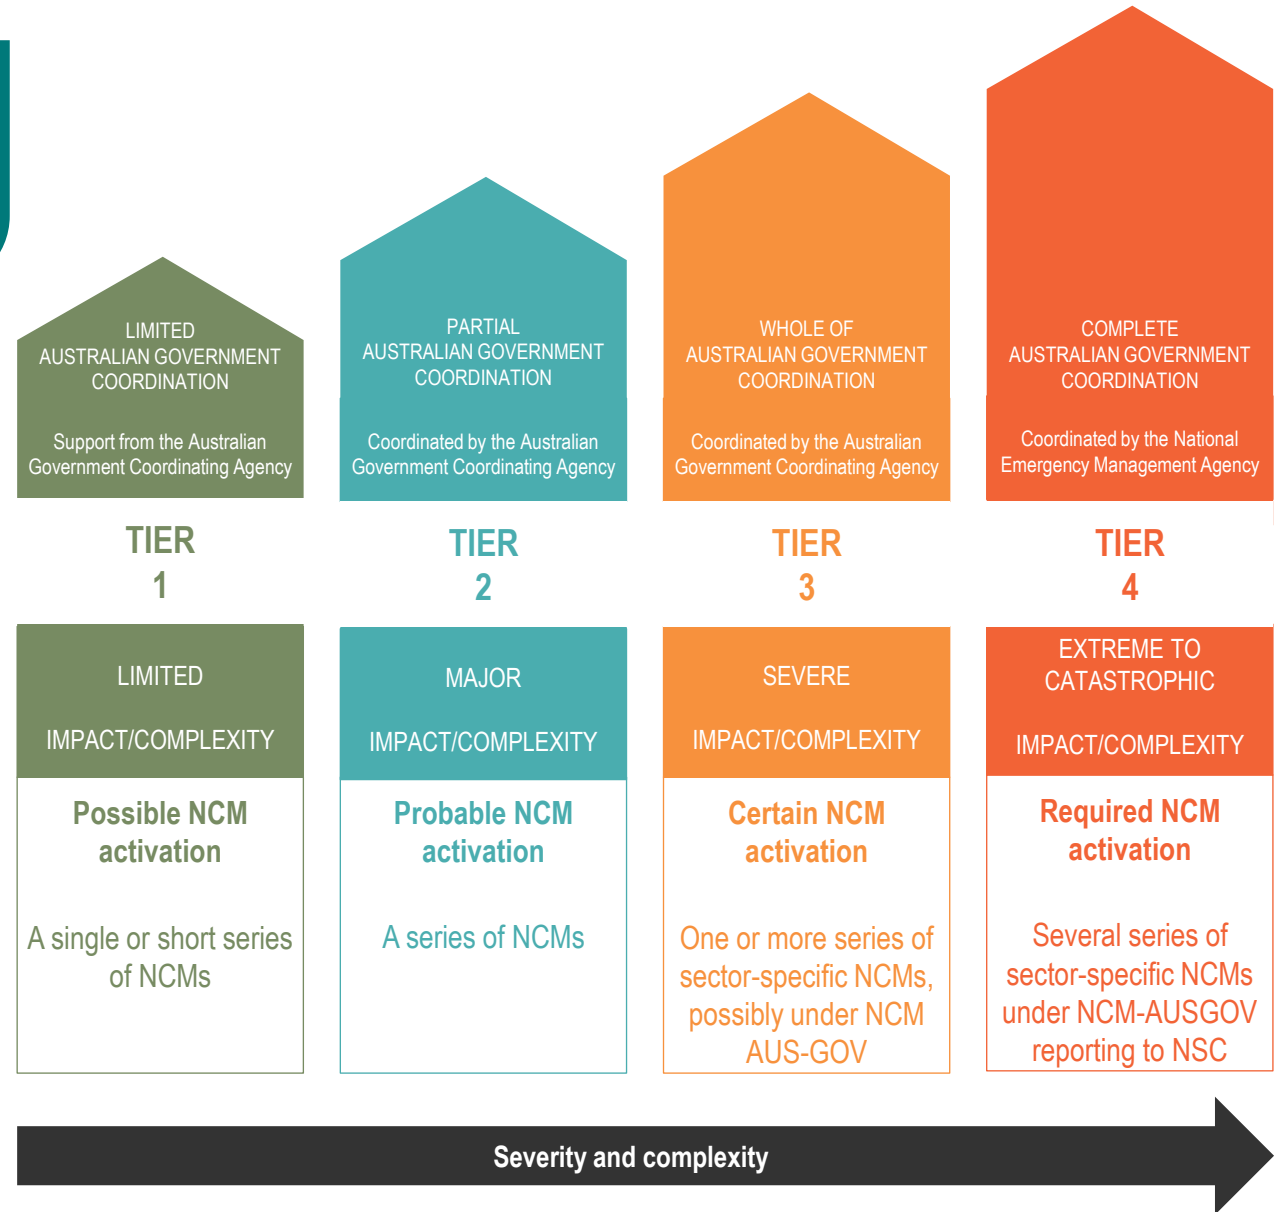 LIMITED
AUSTRALIAN GOVERNMENT
COORDINATION
Support from the Australian
Government Coordinating Agency
TIER
1
LIMITED
IMPACT/COMPLEXITY
Possible NCM
activation
A single or short series
of NCMs
PARTIAL
AUSTRALIAN GOVERNMENT
COORDINATION
Coordinated by the Australian
Government Coordinating Agency
TIER
2
MAJOR
IMPACT/COMPLEXITY
Probable NCM
activation
A series of NCMs
WHOLE OF
AUSTRALIAN GOVERNMENT
COORDINATION
Coordinated by the Australian
Government Coordinating Agency
TIER
3
SEVERE
IMPACT/COMPLEXITY
Certain NCM
activation
One or more series of
sector-specific NCMs,
possibly under NCM
AUS-GOV
COMPLETE
AUSTRALIAN GOVERNMENT
COORDINATION
Coordinated by the National
Emergency Management Agency
TIER
4
EXTREME TO
CATASTROPHIC
IMPACT/COMPLEXITY
Required NCM
activation
Several series of
sector-specific NCMs
under NCM-AUSGOV
reporting to NSC
Severity and complexity